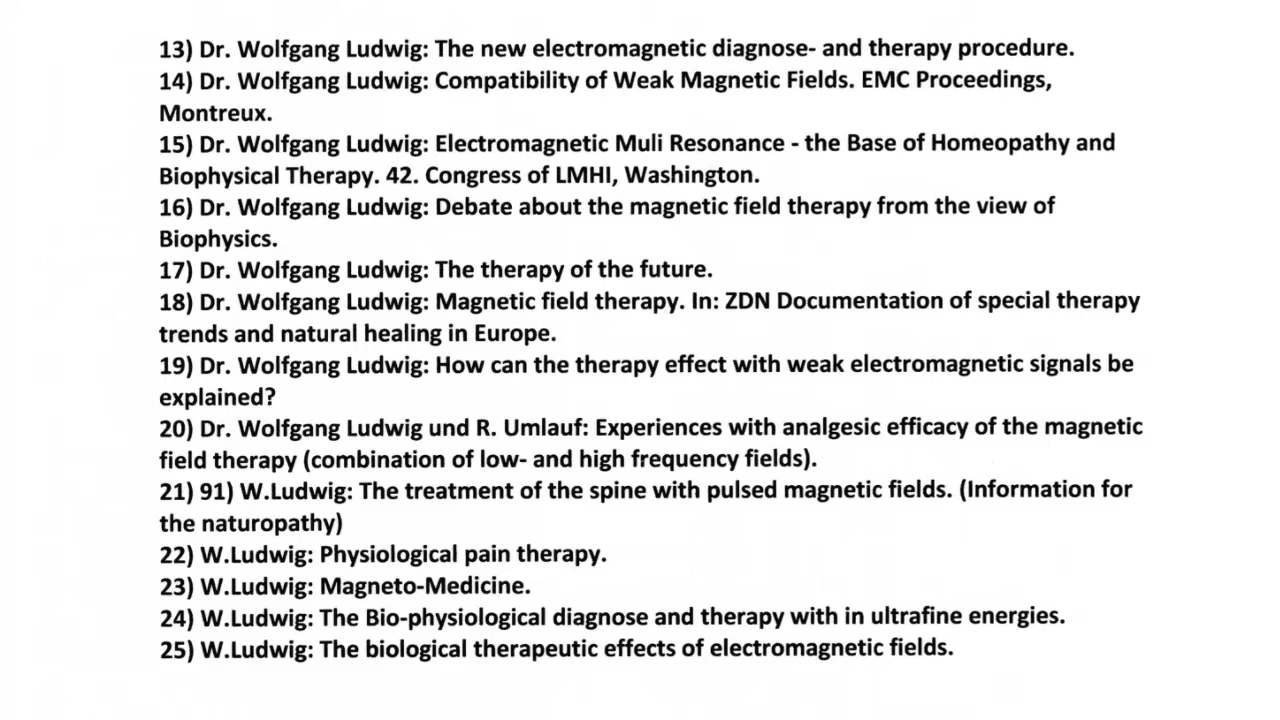 13) Dr. Wolfgang Ludwig: The new electromagnetic diagnose- and therapy procedure.
14) Dr. Wolfgang Ludwig: Compatibility of Weak Magnetic Fields. EMC Proceedings,
Montreux.
15) Dr. Wolfgang Ludwig: Electromagnetic Muli Resonance - the Base of Homeopathy and
Biophysical Therapy. 42. Congress of LMHI, Washington.
16) Dr. Wolfgang Ludwig: Debate about the magnetic field therapy from the view of
Biophysics.
17) Dr. Wolfgang Ludwig: The therapy of the future.
18) Dr. Wolfgang Ludwig: Magnetic field therapy. In: ZDN Documentation of special therapy
trends and natural healing in Europe.
19) Dr. Wolfgang Ludwig: How can the therapy effect with weak electromagnetic signals be
explained?
20) Dr. Wolfgang Ludwig und R. Umlauf: Experiences with analgesic efficacy of the magnetic
field therapy (combination of low- and high frequency fields).
21) 91) W.Ludwig: The treatment of the spine with pulsed magnetic fields. (Information for
the naturopathy)
22) W.Ludwig: Physiological pain therapy.
23) W.Ludwig: Magneto-Medicine.
24) W.Ludwig: The Bio-physiological diagnose and therapy with in ultrafine energies.
25) W.Ludwig: The biological therapeutic effects of electromagnetic fields.